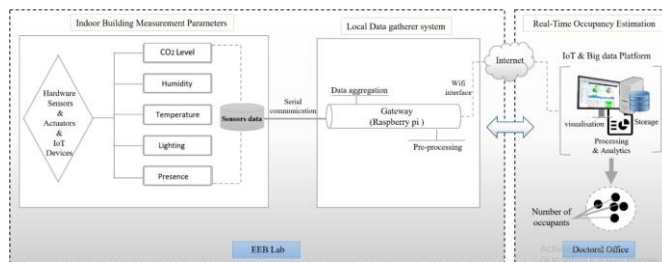 Indoor Building Measurement Parameters
Local Data gatherer system
Real-Time Occupancy Estimation
Hardware
Sensors
&
Actuators
&
IoT
Devices
CO2 Level
Humidity
Temperature
Lighting
Presence
Sensors data
Serial
communication
Data aggregation
Gateway
(Raspberry pi )
Pre-processing
Wifi
interface
Internet
IoT & Big data Platform
visualisation
Storage
Processing
& Analytics
Number of
occupants
EEB Lab
Doctoral Office